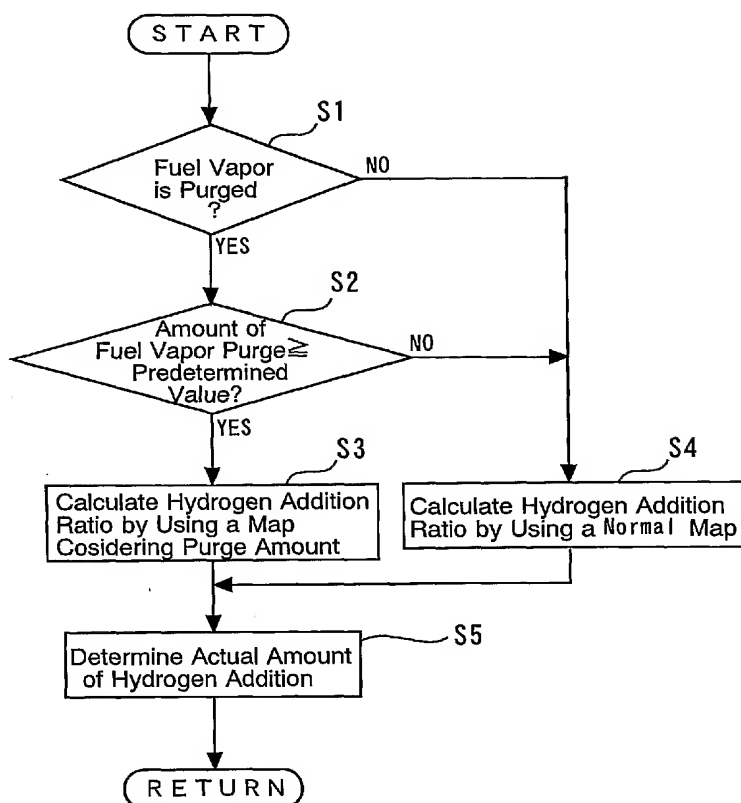 START
S1
Fuel Vapor
is Purged
?
NO
YES
S2
Amount of
Fuel Vapor Purge≧
Predetermined
Value?
NO
YES
S3
Calculate Hydrogen Addition
Ratio by Using a Map
Cosidering Purge Amount
S4
Calculate Hydrogen Addition
Ratio by Using a Normal Map
S5
Determine Actual Amount
of Hydrogen Addition
RETURN